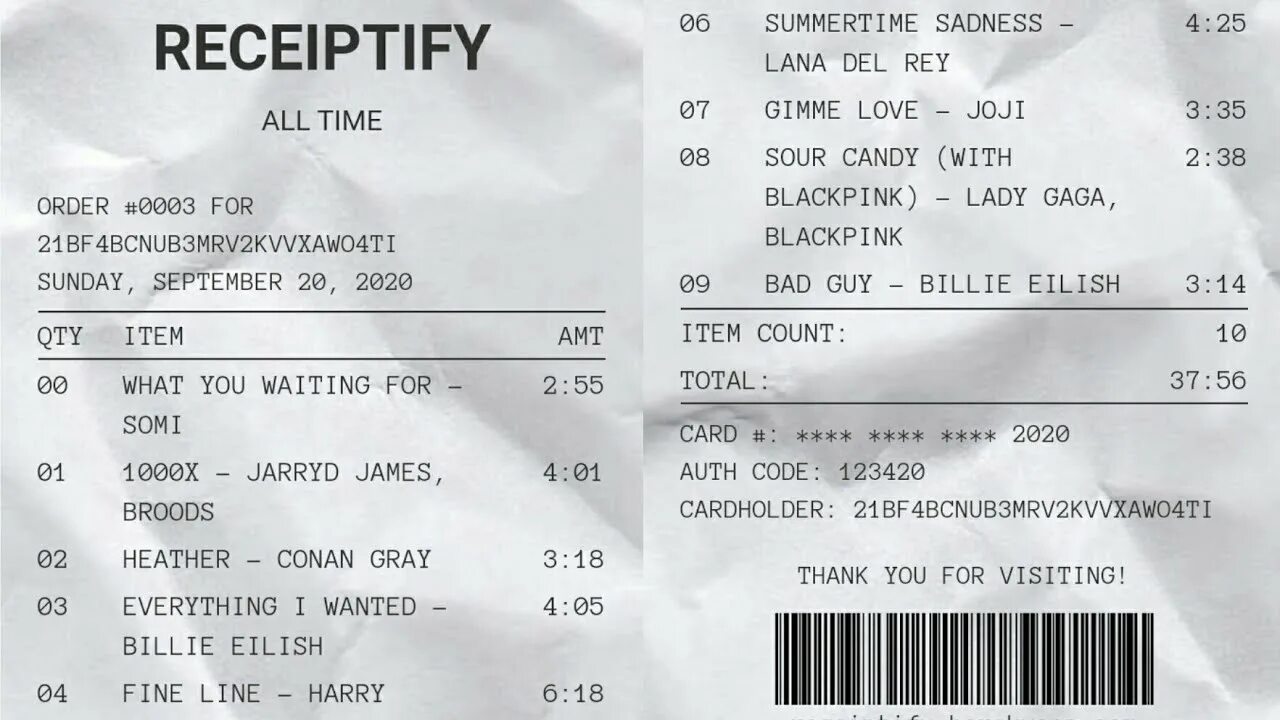 RECEIPTIFY
ALL TIME
ORDER #0003 FOR
21BF4BCNUB3MRV2KVVXAWO4TI
SUNDAY, SEPTEMBER 20, 2020
QTY ITEM AMT
00 WHAT YOU WAITING FOR – 2:55
SOMI
01 1000X – JARRYD JAMES, 4:01
BROODS
02 HEATHER – CONAN GRAY 3:18
03 EVERYTHING I WANTED – 4:05
BILLIE EILISH
04 FINE LINE – HARRY 6:18
06 SUMMERTIME SADNESS – 4:25
LANA DEL REY
07 GIMME LOVE – JOJI 3:35
08 SOUR CANDY (WITH 2:38
BLACKPINK) – LADY GAGA,
BLACKPINK
09 BAD GUY – BILLIE EILISH 3:14
ITEM COUNT: 10
TOTAL: 37:56
CARD #: **** **** **** 2020
AUTH CODE: 123420
CARDHOLDER: 21BF4BCNUB3MRV2KVVXAWO4TI
THANK YOU FOR VISITING!